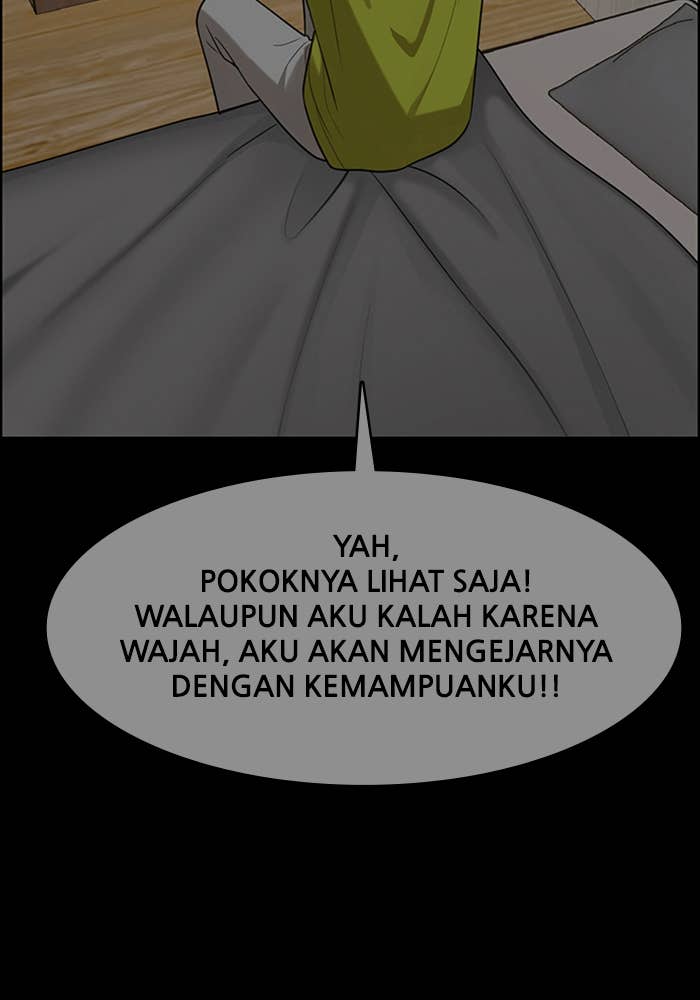 YAH,
POKOKNYA LIHAT SAJA!
WALAUPUN AKU KALAH KARENA
WAJAH, AKU AKAN MENGEJARNYA
DENGAN KEMAMPUANKU!!